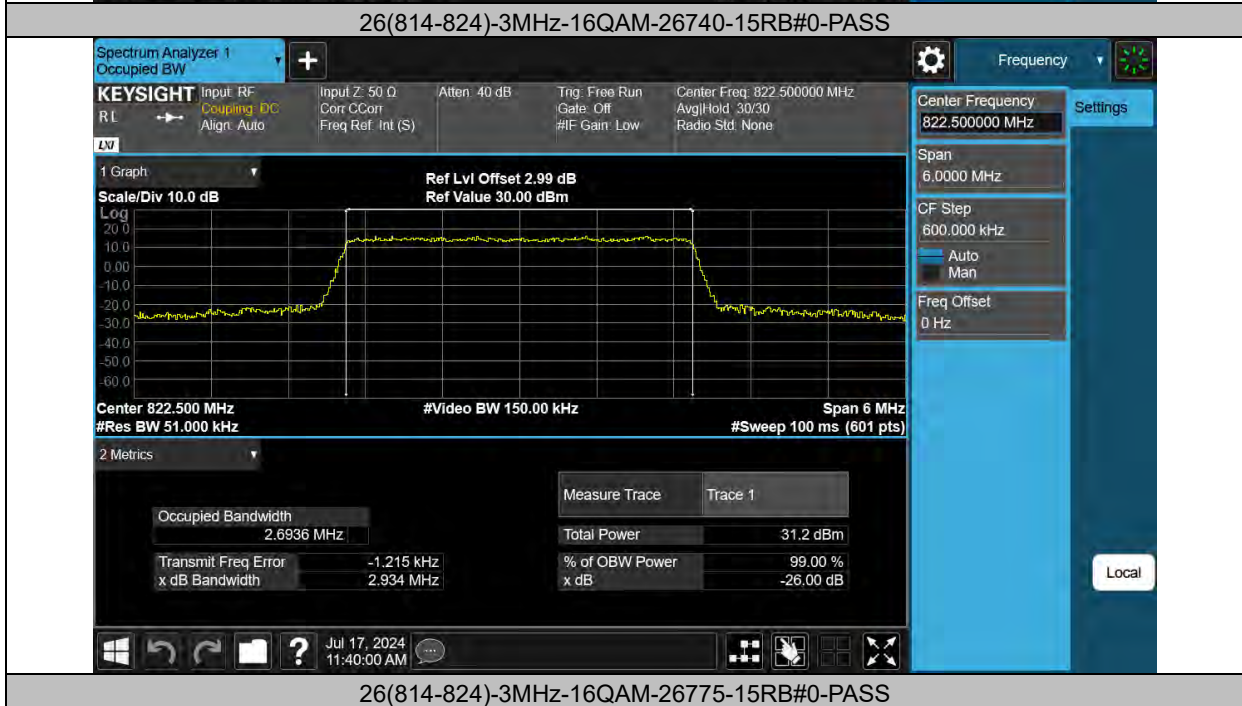 26(814-824)-3MHz-16QAM-26740-15RB#0-PASS
Spectrum Analyzer 1
Occupied BW
Frequency
KEYSIGHT
RL
LXI
Input: RF
Coupling: DC
Align: Auto
Input Z: 50 Ω
Corr CCorr
Freq Ref: Int (S)
Atten: 40 dB
Trig: Free Run
Gate: Off
#IF Gain: Low
Center Freq: 822.500000 MHz
Avg|Hold: 30/30
Radio Std: None
Center Frequency
822.500000 MHz
Settings
Span
6.0000 MHz
CF Step
600.000 kHz
Auto
Man
Freq Offset
0 Hz
Local
1 Graph
Scale/Div 10.0 dB
Ref Lvl Offset 2.99 dB
Ref Value 30.00 dBm
Log
20.0
10.0
0.00
-10.0
-20.0
-30.0
-40.0
-50.0
-60.0
Center 822.500 MHz
#Video BW 150.00 kHz
Span 6 MHz
#Res BW 51.000 kHz
#Sweep 100 ms (601 pts)
2 Metrics
Measure Trace
Trace 1
Occupied Bandwidth
2.6936 MHz
Total Power
31.2 dBm
Transmit Freq Error
-1.215 kHz
% of OBW Power
99.00 %
x dB Bandwidth
2.934 MHz
x dB
-26.00 dB
Jul 17, 2024
11:40:00 AM
26(814-824)-3MHz-16QAM-26775-15RB#0-PASS